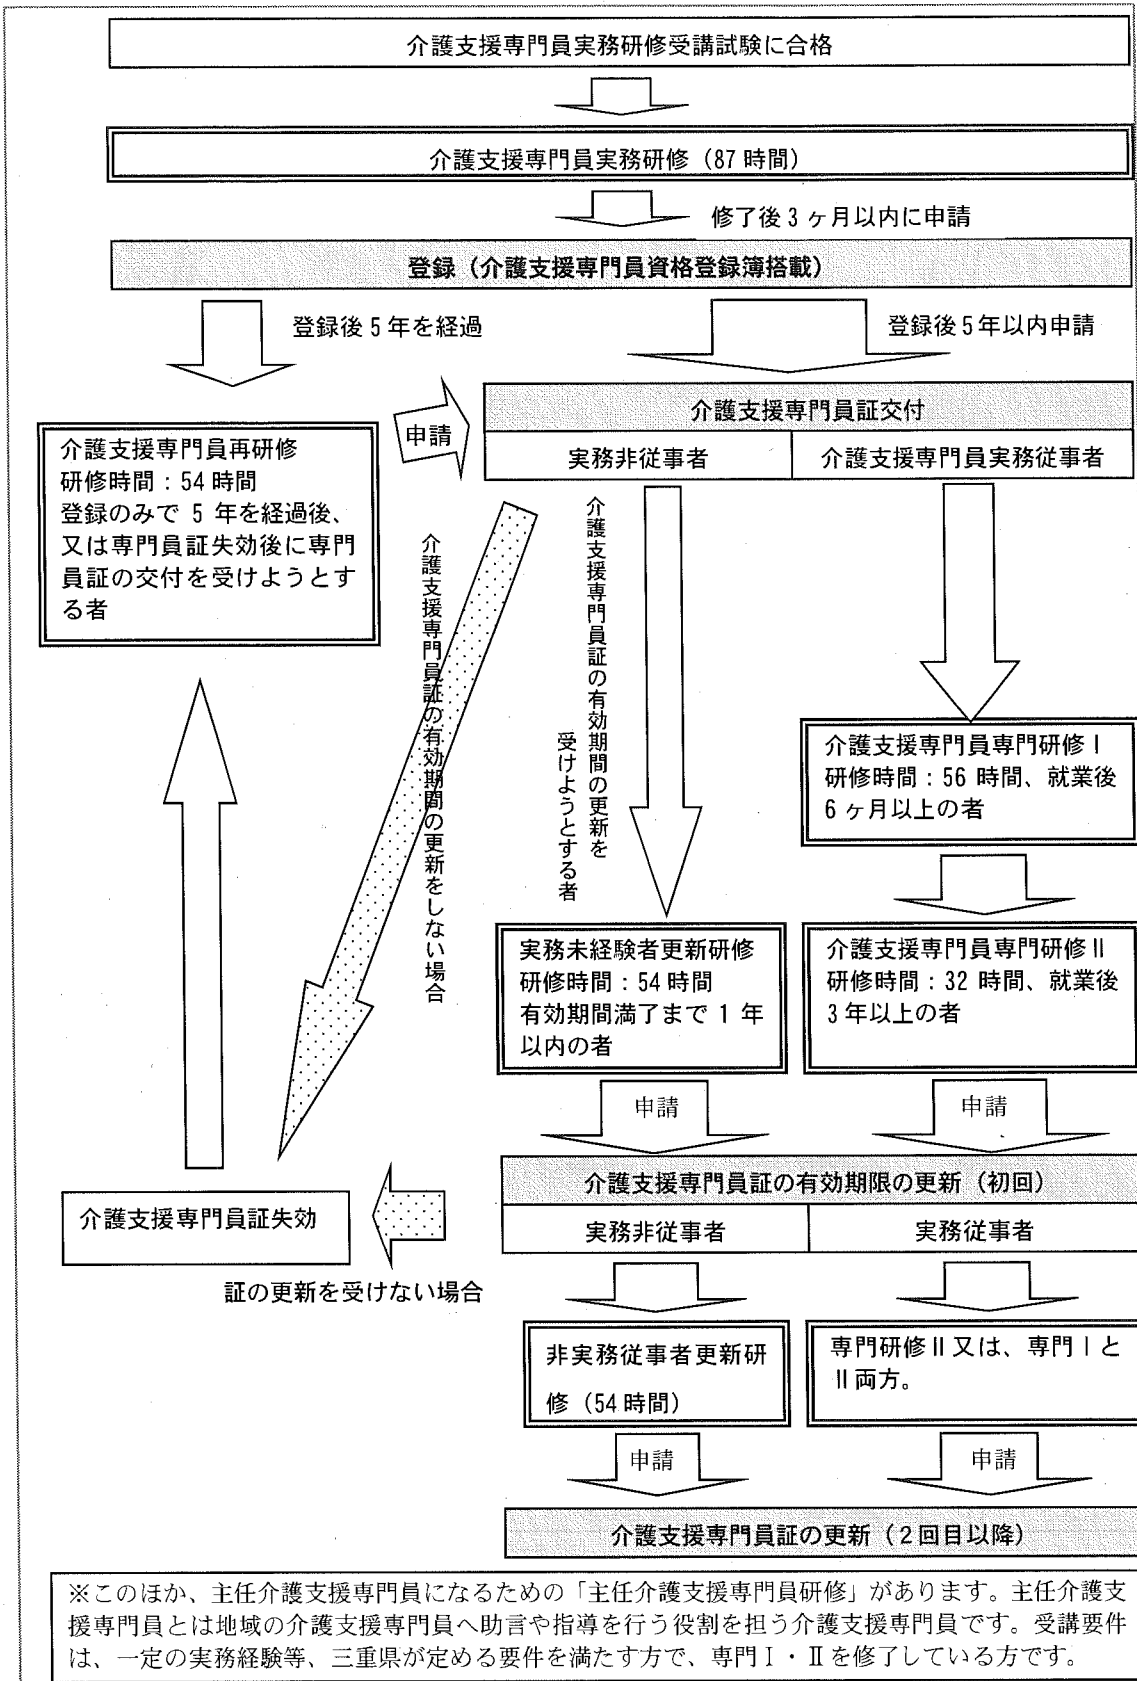 介護支援専門員実務研修受講試験に合格
介護支援専門員実務研修（87 時間）
修了後 3 ヶ月以内に申請
登録（介護支援専門員資格登録簿搭載）
登録後 5 年を経過
登録後 5 年以内申請
介護支援専門員再研修
研修時間：54 時間
登録のみで 5 年を経過後、
又は専門員証失効後に専門
員証の交付を受けようとす
る者
申請
介護支援専門員証交付
実務非従事者
介護支援専門員実務従事者
介護支援専門員証の有効期間の更新をしない場合
介護支援専門員証の有効期間の更新を
受けようとする者
介護支援専門員専門研修Ⅰ
研修時間：56 時間、就業後
6 ヶ月以上の者
実務未経験者更新研修
研修時間：54 時間
有効期間満了まで 1 年
以内の者
介護支援専門員専門研修Ⅱ
研修時間：32 時間、就業後
3 年以上の者
申請
申請
介護支援専門員証の有効期限の更新（初回）
実務非従事者
実務従事者
介護支援専門員証失効
証の更新を受けない場合
非実務従事者更新研
修（54 時間）
専門研修Ⅱ又は、専門Ⅰと
Ⅱ両方。
申請
申請
介護支援専門員証の更新（2 回目以降）
※このほか、主任介護支援専門員になるための「主任介護支援専門員研修」があります。主任介護支
援専門員とは地域の介護支援専門員へ助言や指導を行う役割を担う介護支援専門員です。受講要件
は、一定の実務経験等、三重県が定める要件を満たす方で、専門Ⅰ・Ⅱを修了している方です。